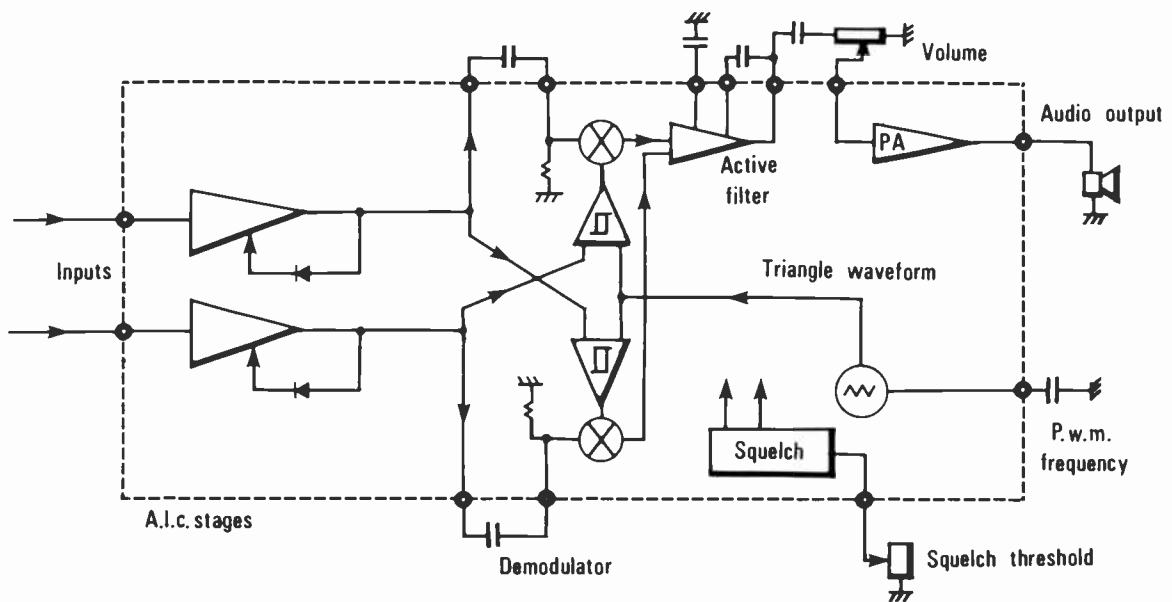 Volume
Audio output
PA
Active
filter
Inputs
Triangle waveform
Squelch
P.w.m.
frequency
A.l.c. stages
Demodulator
Squelch threshold